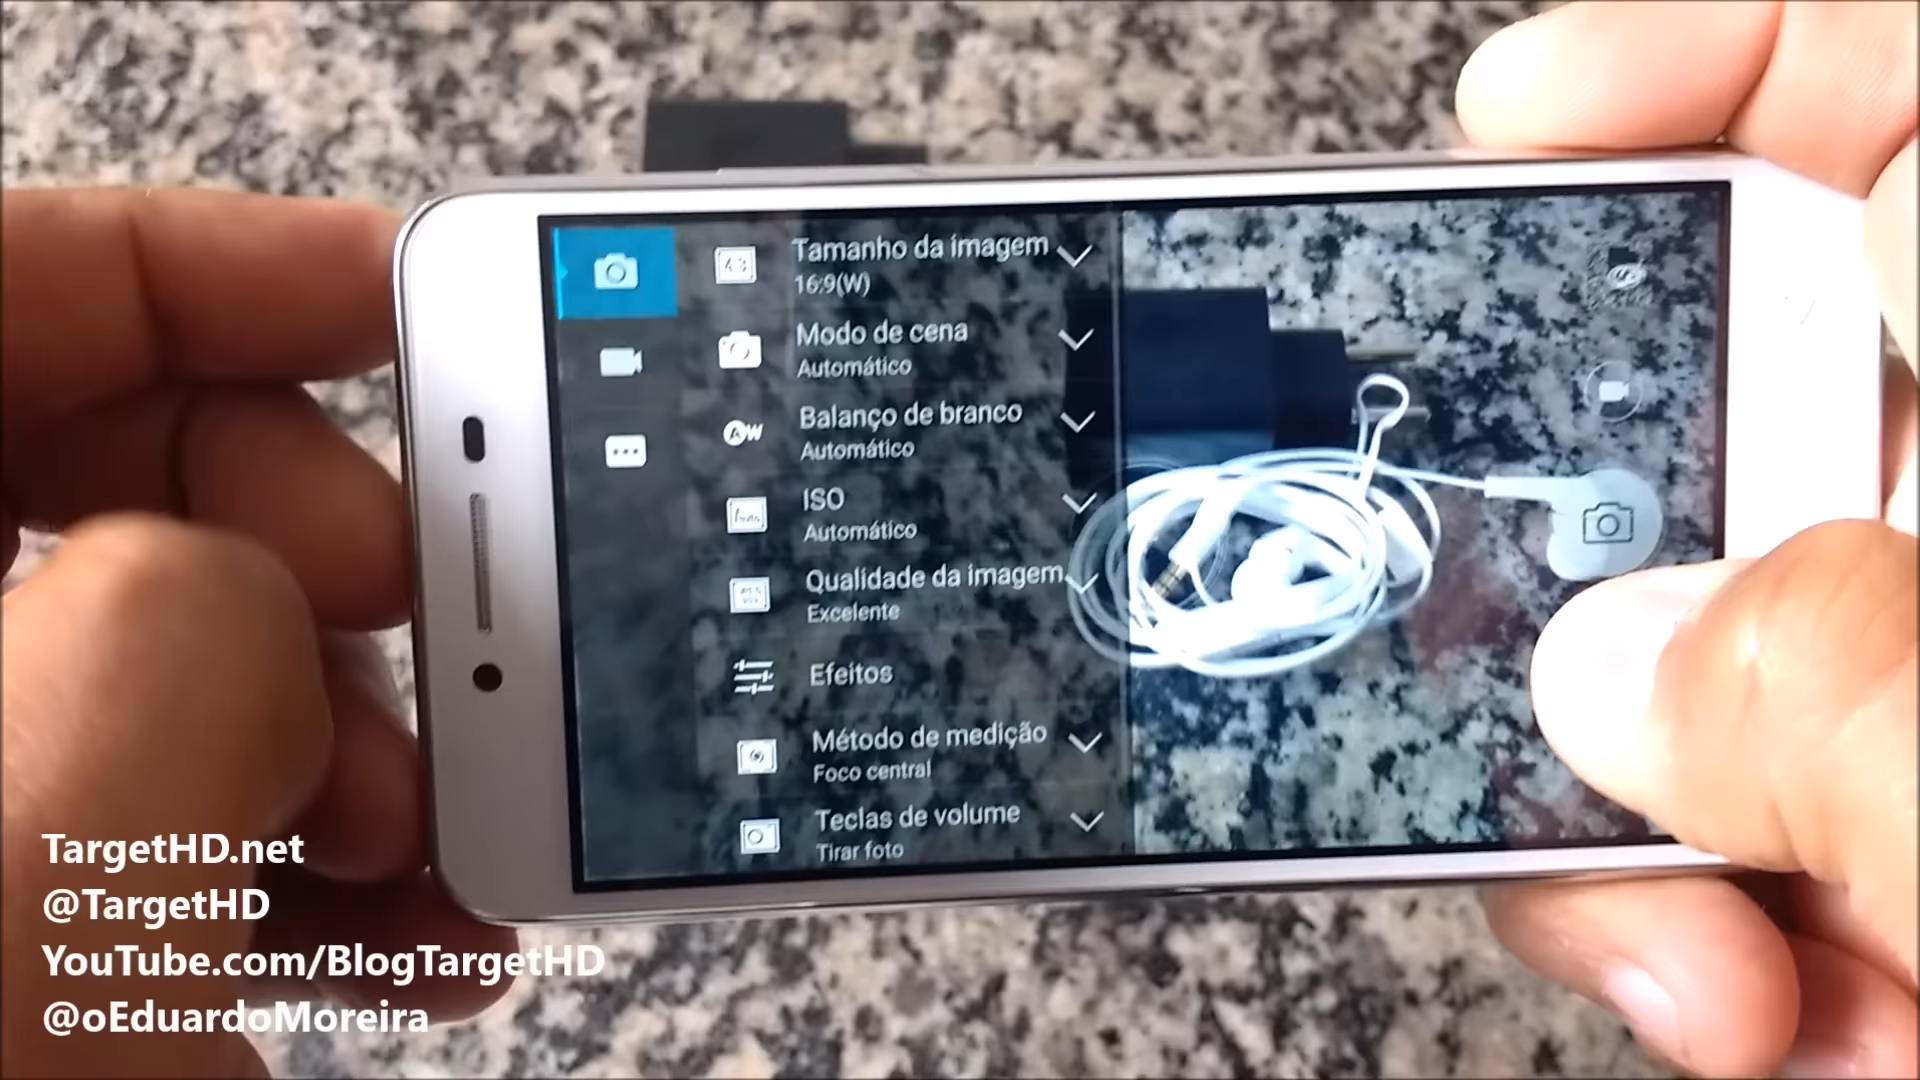 Tamanho da imagem
16:9(W)
Modo de cena
Automático
Balanço de branco
Automático
ISO
Automático
Qualidade da imagem
Excelente
Efeitos
Método de medição
Foco central
Teclas de volume
Tirar foto
TargetHD.net
@TargetHD
YouTube.com/BlogTargetHD
@oEduardoMoreira